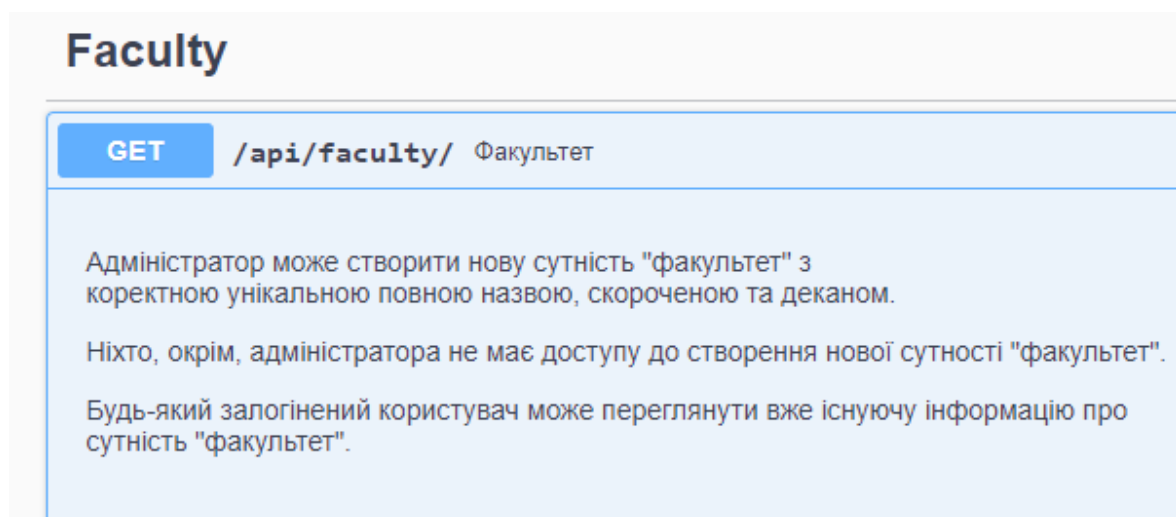 Faculty
GET /api/faculty/ Факультет
Адміністратор може створити нову сутність "факультет" з
коректною унікальною повною назвою, скороченою та деканом.
Ніхто, окрім, адміністратора не має доступу до створення нової сутності "факультет".
Будь-який залогінений користувач може переглянути вже існуючу інформацію про
сутність "факультет".